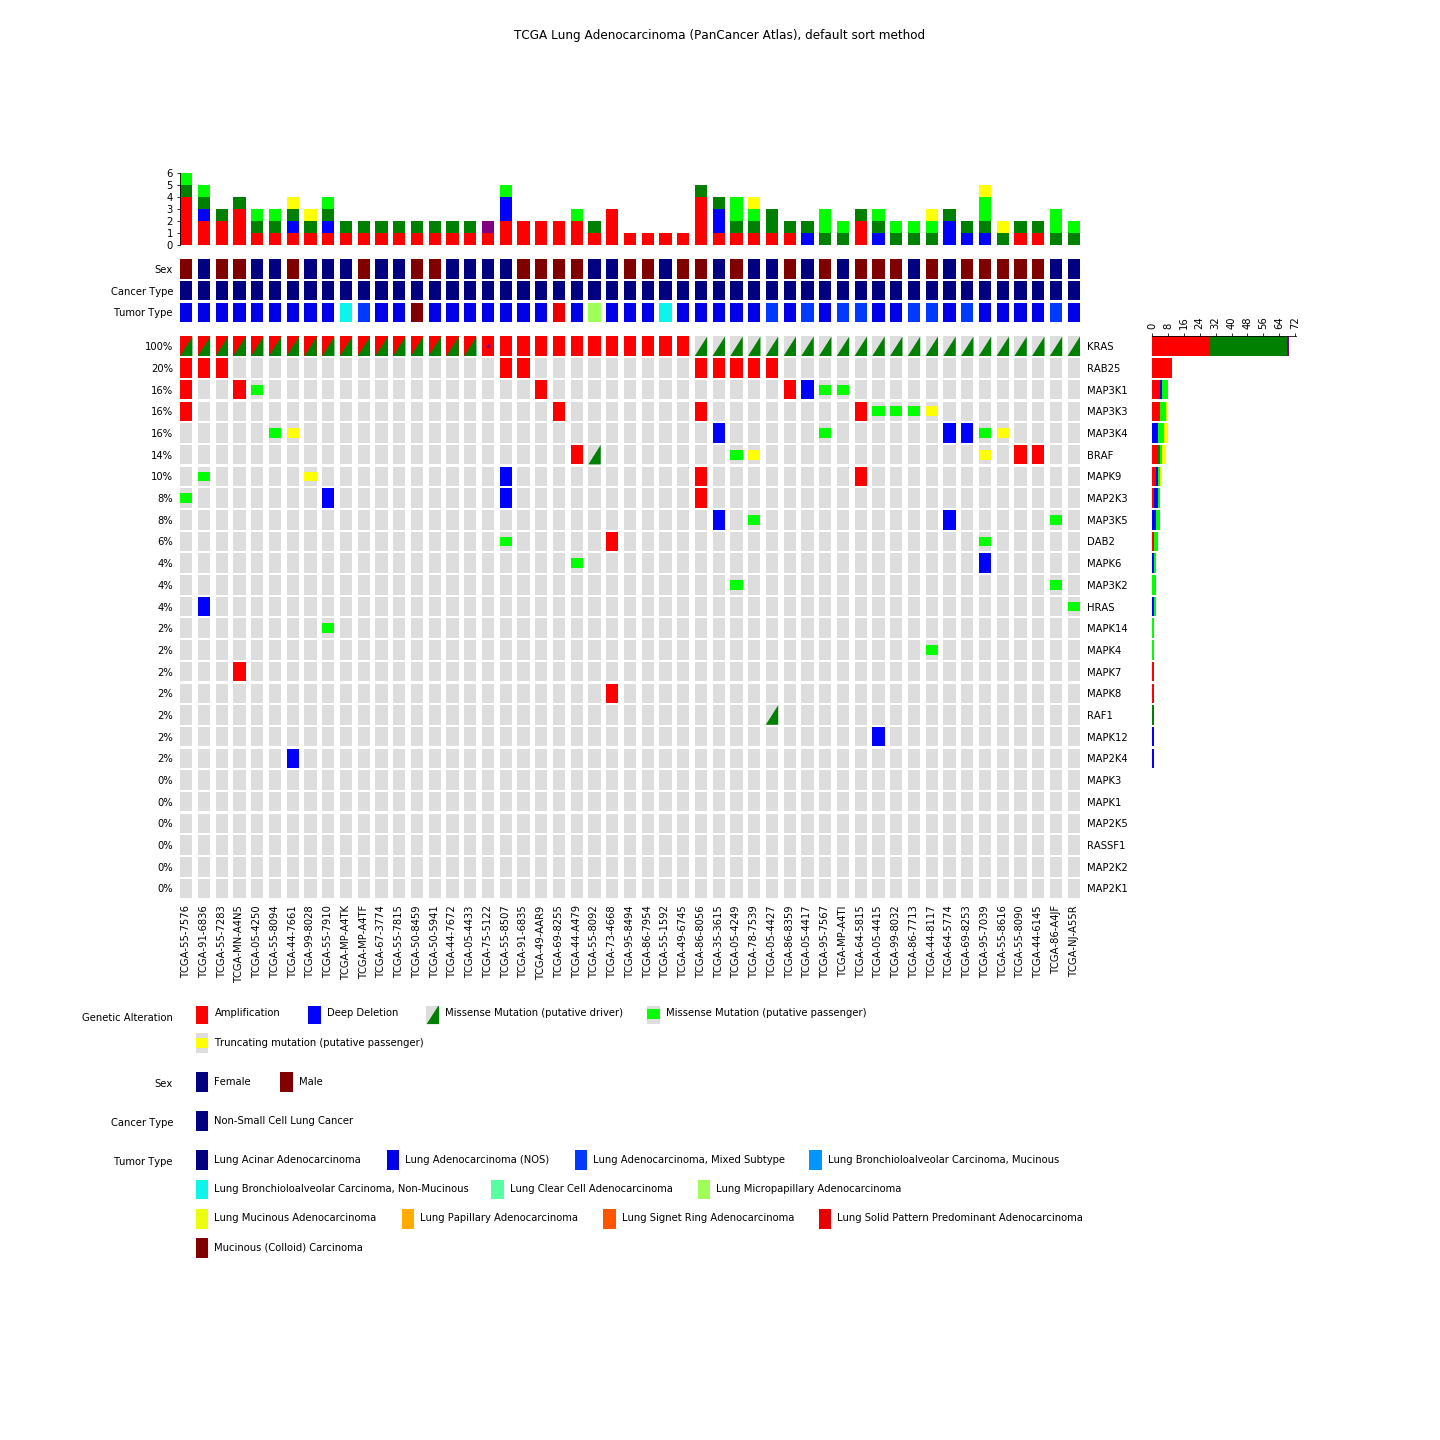 TCGA Lung Adenocarcinoma (PanCancer Atlas), default sort method
6
5
4
3
2
1
0
Sex
Cancer Type
Tumor Type
0 8 16 24 32 40 48 56 64 72
100% KRAS
20% RAB25
16% MAP3K1
16% MAP3K3
16% MAP3K4
14% BRAF
10% MAPK9
8% MAP2K3
8% MAP3K5
6% DAB2
4% MAPK6
4% MAP3K2
4% HRAS
2% MAPK14
2% MAPK4
2% MAPK7
2% MAPK8
2% RAF1
2% MAPK12
2% MAP2K4
0% MAPK3
0% MAPK1
0% MAP2K5
0% RASSF1
0% MAP2K2
0% MAP2K1
TCGA-55-7576
TCGA-91-6836
TCGA-55-7283
TCGA-MN-A4N5
TCGA-05-4250
TCGA-55-8094
TCGA-44-7661
TCGA-99-8028
TCGA-55-7910
TCGA-MP-A4TK
TCGA-MP-A4TF
TCGA-67-3774
TCGA-55-7815
TCGA-50-8459
TCGA-50-5941
TCGA-44-7672
TCGA-05-4433
TCGA-75-5122
TCGA-55-8507
TCGA-91-6835
TCGA-49-AAR9
TCGA-69-8255
TCGA-44-A479
TCGA-55-8092
TCGA-73-4668
TCGA-95-8494
TCGA-86-7954
TCGA-55-1592
TCGA-49-6745
TCGA-86-8056
TCGA-35-3615
TCGA-05-4249
TCGA-78-7539
TCGA-05-4427
TCGA-86-8359
TCGA-05-4417
TCGA-95-7567
TCGA-MP-A4TI
TCGA-64-5815
TCGA-05-4415
TCGA-99-8032
TCGA-86-7713
TCGA-44-8117
TCGA-64-5774
TCGA-69-8253
TCGA-95-7039
TCGA-55-8616
TCGA-55-8090
TCGA-44-6145
TCGA-86-A4JF
TCGA-NJ-A55R
Genetic Alteration Amplification Deep Deletion Missense Mutation (putative driver) Missense Mutation (putative passenger)
Truncating mutation (putative passenger)
Sex Female Male
Cancer Type Non-Small Cell Lung Cancer
Tumor Type Lung Acinar Adenocarcinoma Lung Adenocarcinoma (NOS) Lung Adenocarcinoma, Mixed Subtype Lung Bronchioloalveolar Carcinoma, Mucinous
Lung Bronchioloalveolar Carcinoma, Non-Mucinous Lung Clear Cell Adenocarcinoma Lung Micropapillary Adenocarcinoma
Lung Mucinous Adenocarcinoma Lung Papillary Adenocarcinoma Lung Signet Ring Adenocarcinoma Lung Solid Pattern Predominant Adenocarcinoma
Mucinous (Colloid) Carcinoma